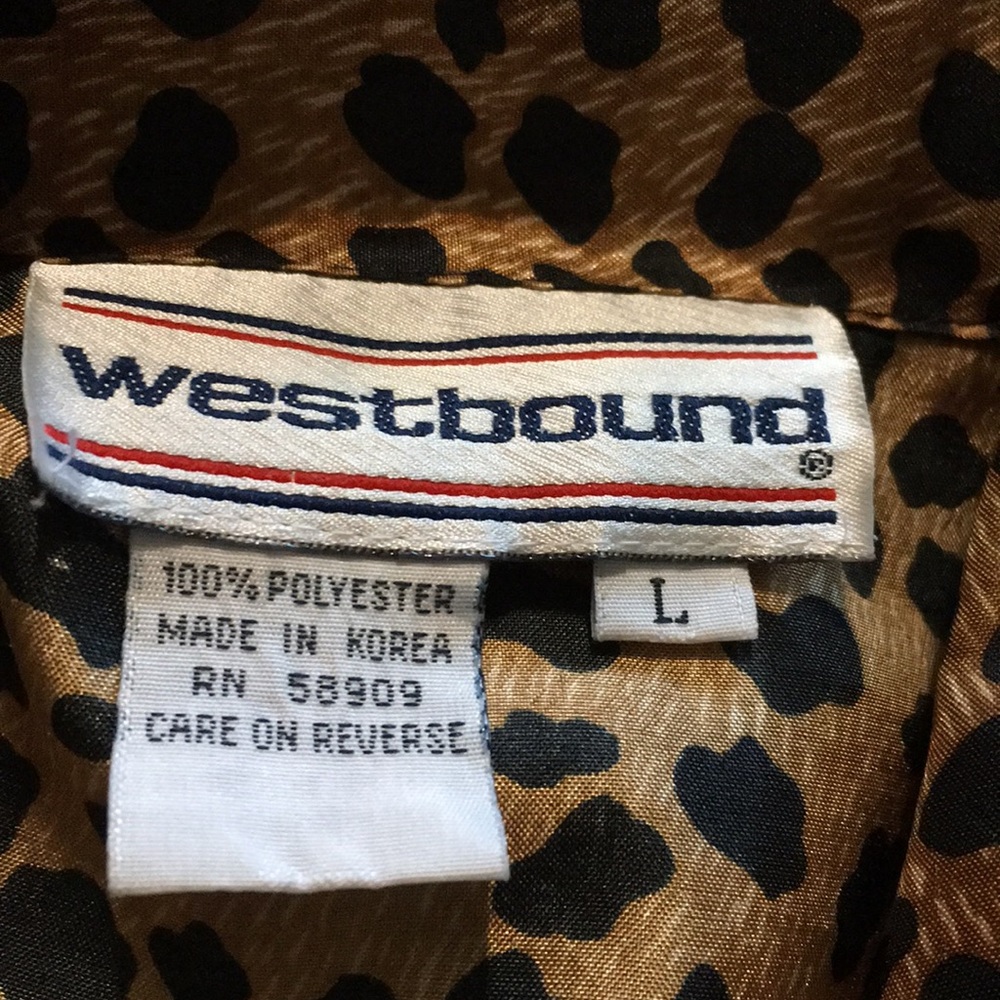 westbound®
100% POLYESTER
MADE IN KOREA
RN 58909
CARE ON REVERSE
L